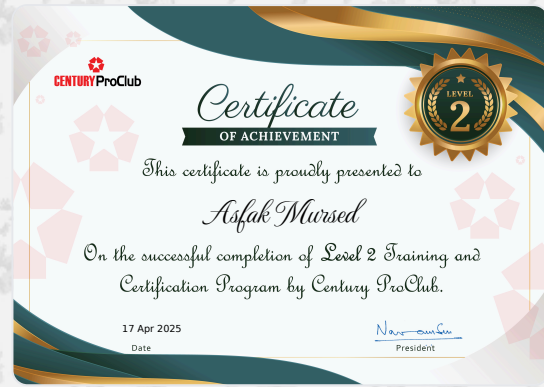 CENTURY ProClub
LEVEL
2
Certificate
OF ACHIEVEMENT
This certificate is proudly presented to
Asfak Mursed
On the successful completion of Level 2 Training and
Certification Program by Century ProClub.
17 Apr 2025
Date
President